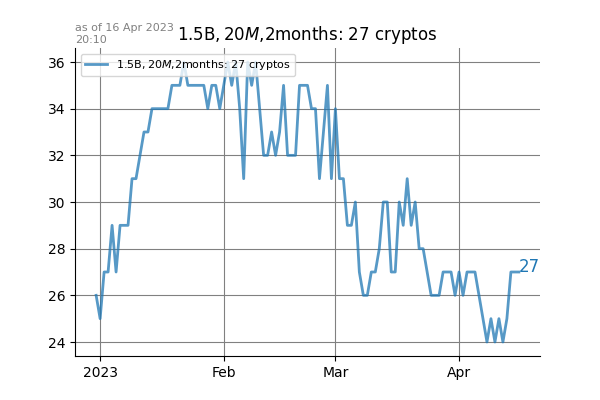 as of 16 Apr 2023
20:10
1.5B, 20M,2months: 27 cryptos
1.5B, 20M,2months: 27 cryptos
36
34
32
30
28
26
24
27
2023
Feb
Mar
Apr